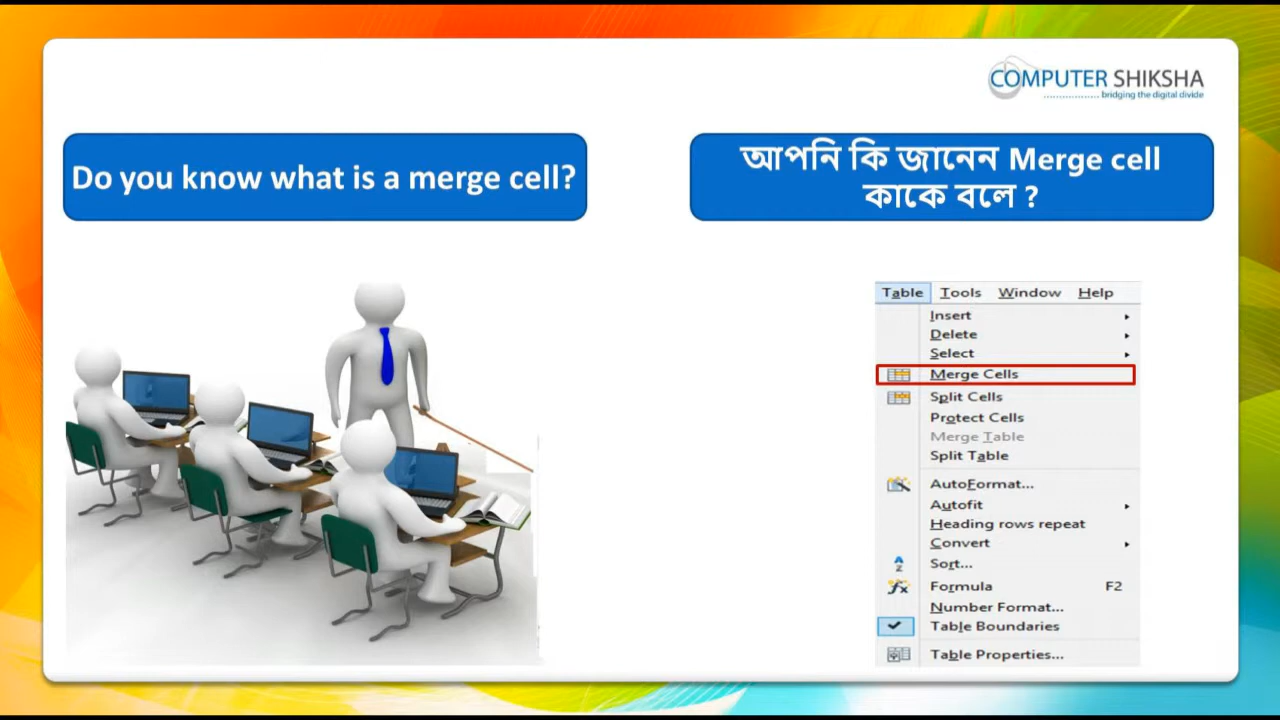 COMPUTER SHIKSHA
bridging the digital divide
Do you know what is a merge cell?
আপনি কি জানেন Merge cell
কাকে বলে ?
Table Tools Window Help
Insert
Delete
Select
Merge Cells
Split Cells
Protect Cells
Merge Table
Split Table
AutoFormat...
Autofit
Heading rows repeat
Convert
Sort...
Formula F2
Number Format...
Table Boundaries
Table Properties...